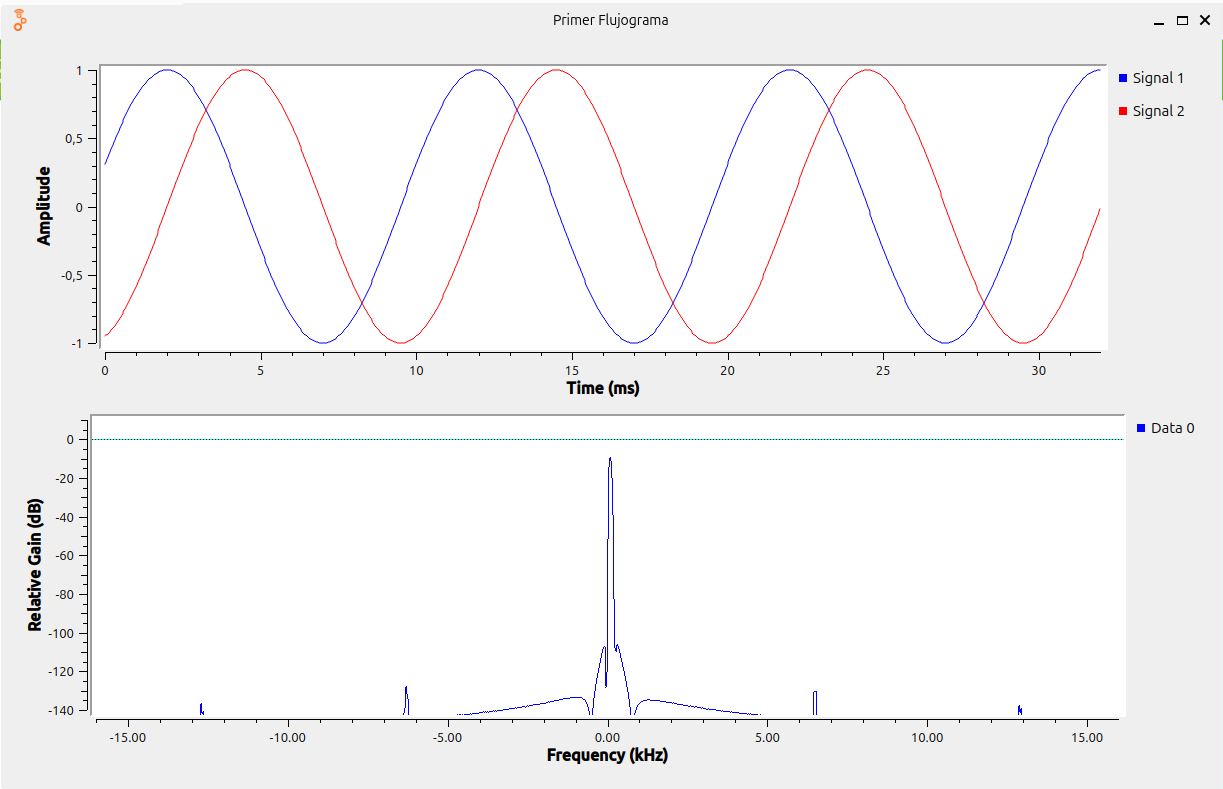 Primer Flujograma
1
0,5
0
-0,5
-1
Amplitude
0 5 10 15 20 25 30
Time (ms)
Signal 1
Signal 2
0
-20
-40
-60
-80
-100
-120
-140
Relative Gain (dB)
-15.00 -10.00 -5.00 0.00 5.00 10.00 15.00
Frequency (kHz)
Data 0